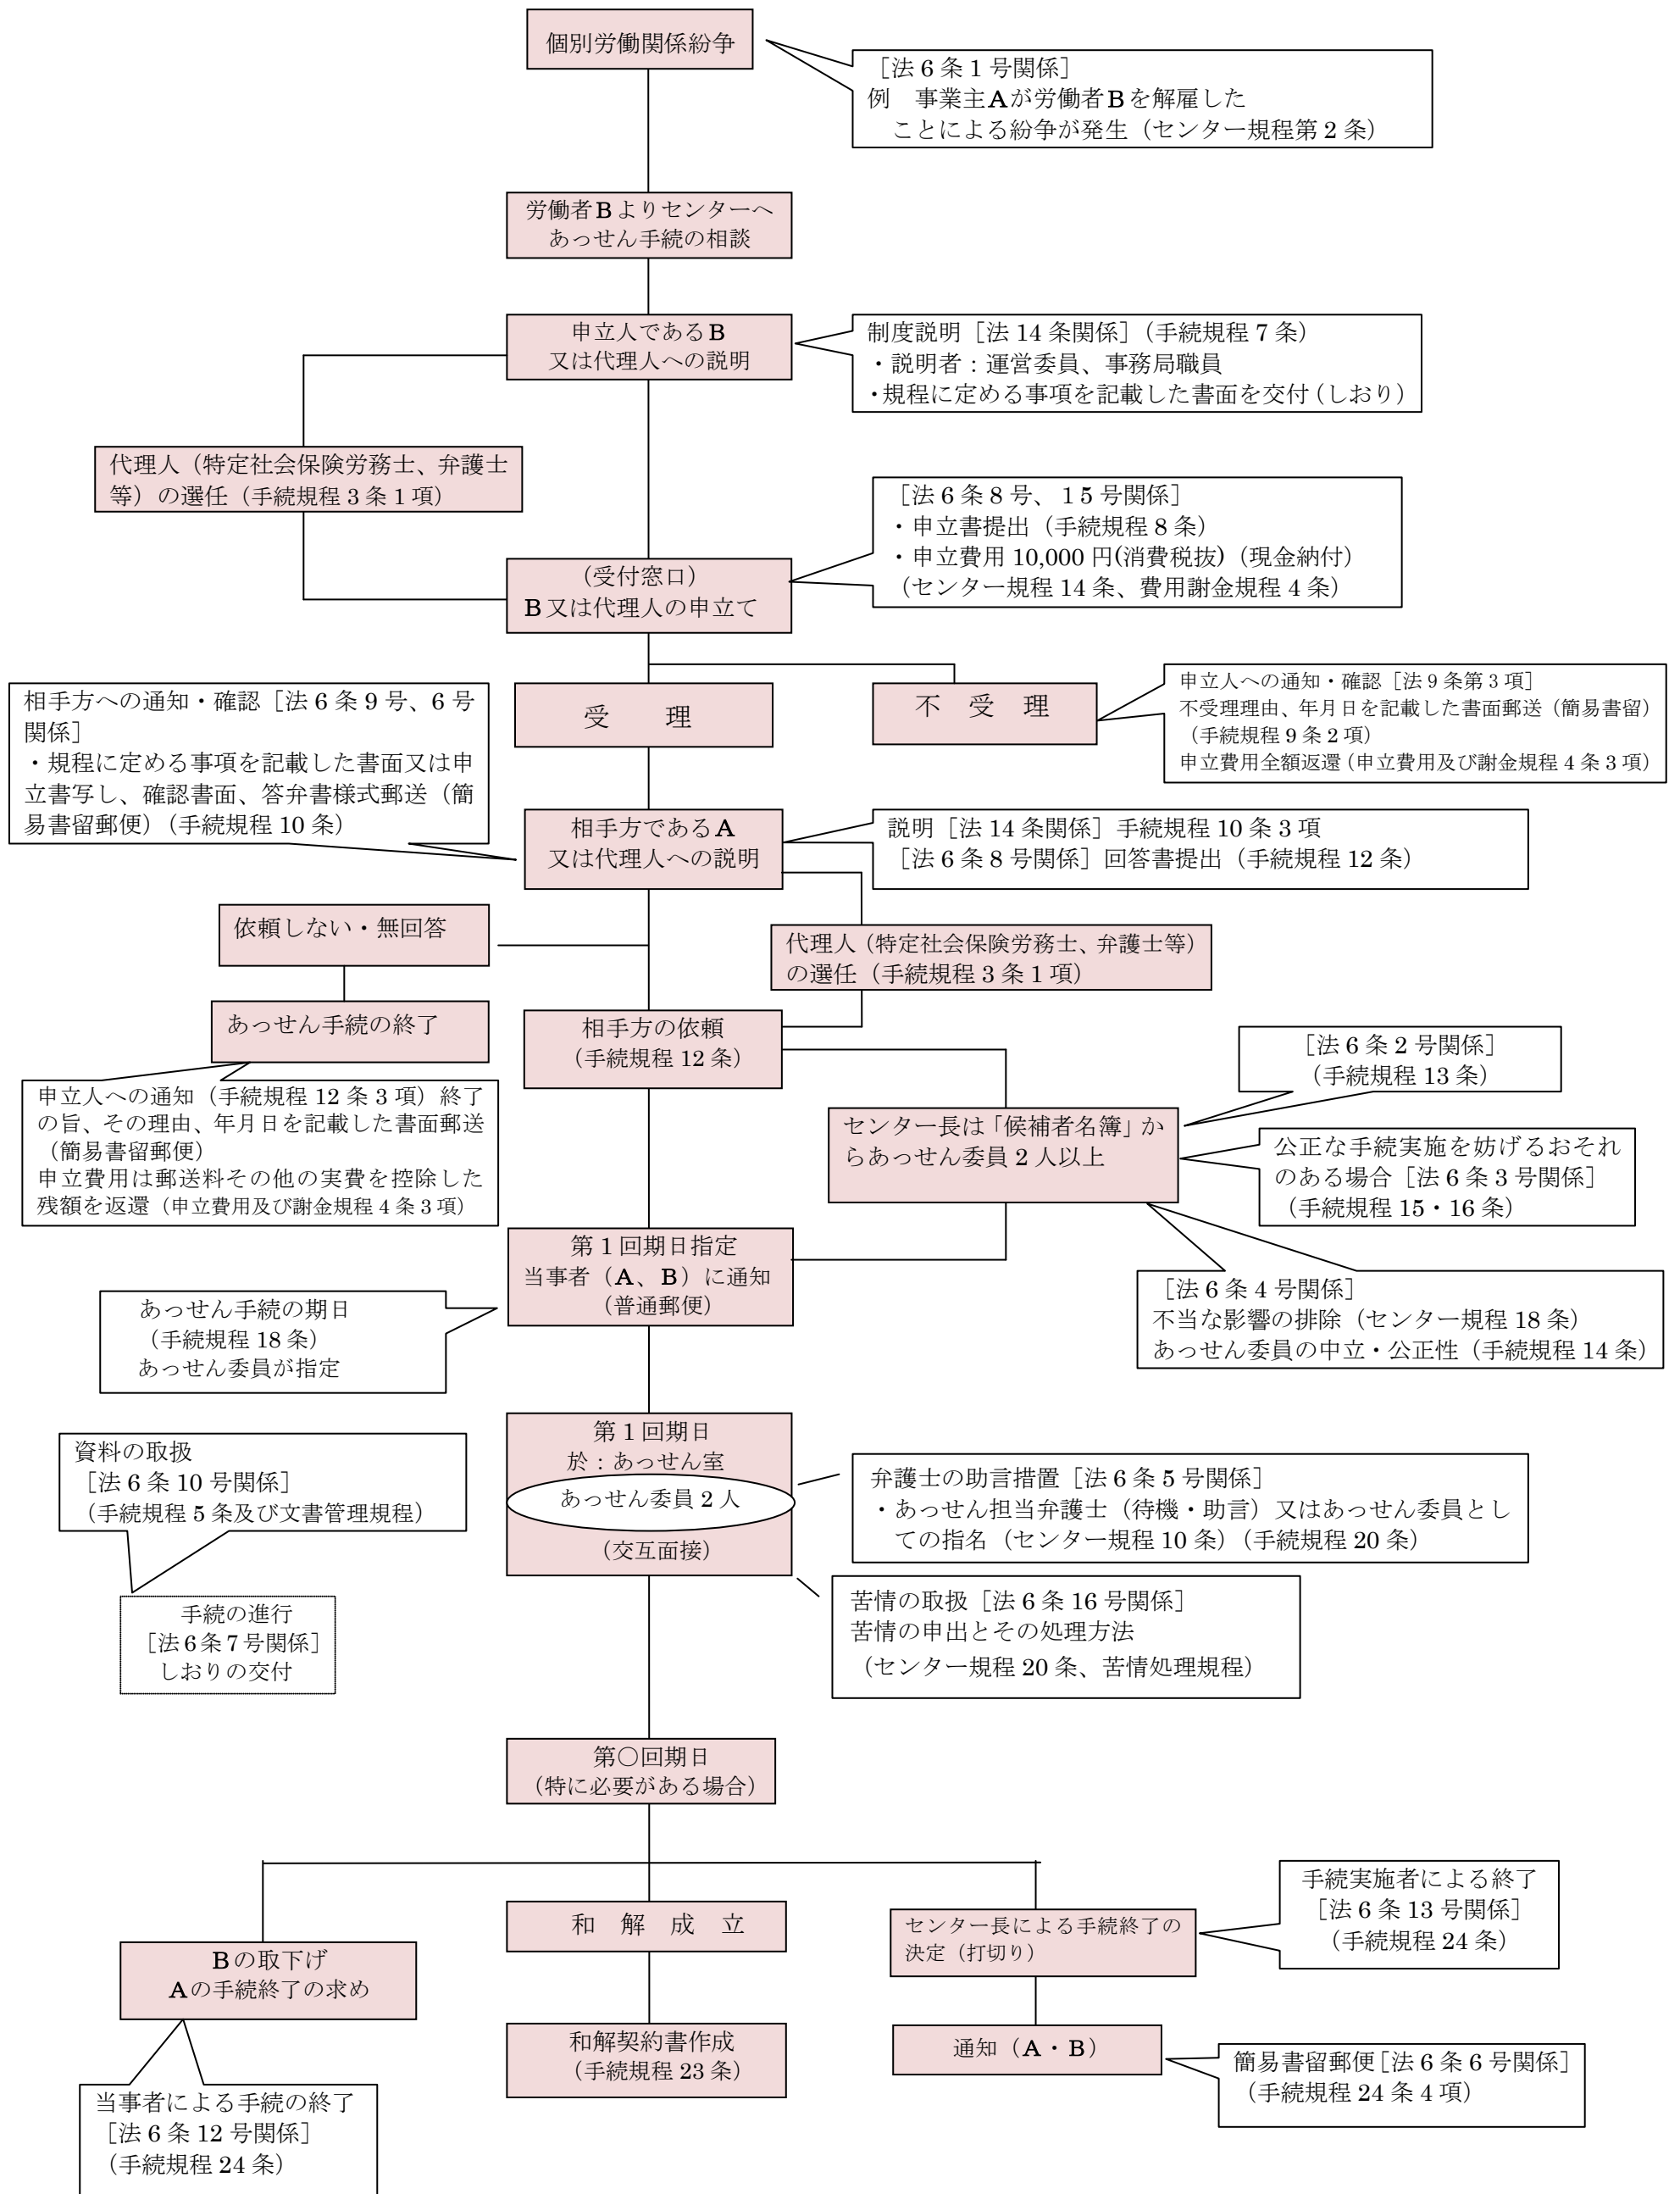 個別労働関係紛争
［法 6 条 1 号関係］
例　事業主Aが労働者Bを解雇した
ことによる紛争が発生（センター規程第 2 条）
労働者Bよりセンターへ
あっせん手続の相談
申立人であるB
又は代理人への説明
制度説明［法 14 条関係］（手続規程 7 条）
・説明者：運営委員、事務局職員
・規程に定める事項を記載した書面を交付（しおり）
代理人（特定社会保険労務士、弁護士
等）の選任（手続規程 3 条 1 項）
［法 6 条 8 号、15 号関係］
・申立書提出（手続規程 8 条）
・申立費用 10,000 円(消費税抜)（現金納付）
（センター規程 14 条、費用謝金規程 4 条）
（受付窓口）
B又は代理人の申立て
相手方への通知・確認［法 6 条 9 号、6 号
関係］
・規程に定める事項を記載した書面又は申
立書写し、確認書面、答弁書様式郵送（簡
易書留郵便）（手続規程 10 条）
受　理
不　受　理
申立人への通知・確認［法 9 条第 3 項］
不受理理由、年月日を記載した書面郵送（簡易書留）
（手続規程 9 条 2 項）
申立費用全額返還（申立費用及び謝金規程 4 条 3 項）
相手方であるA
又は代理人への説明
説明［法 14 条関係］手続規程 10 条 3 項
［法 6 条 8 号関係］回答書提出（手続規程 12 条）
依頼しない・無回答
代理人（特定社会保険労務士、弁護士等）
の選任（手続規程 3 条 1 項）
あっせん手続の終了
相手方の依頼
（手続規程 12 条）
申立人への通知（手続規程 12 条 3 項）終了
の旨、その理由、年月日を記載した書面郵送
（簡易書留郵便）
申立費用は郵送料その他の実費を控除した
残額を返還（申立費用及び謝金規程 4 条 3 項）
［法 6 条 2 号関係］
（手続規程 13 条）
センター長は「候補者名簿」か
らあっせん委員 2 人以上
公正な手続実施を妨げるおそれ
のある場合［法 6 条 3 号関係］
（手続規程 15・16 条）
第 1 回期日指定
当事者（A、B）に通知
（普通郵便）
［法 6 条 4 号関係］
不当な影響の排除（センター規程 18 条）
あっせん委員の中立・公正性（手続規程 14 条）
あっせん手続の期日
（手続規程 18 条）
あっせん委員が指定
第 1 回期日
於：あっせん室
あっせん委員 2 人
（交互面接）
資料の取扱
［法 6 条 10 号関係］
（手続規程 5 条及び文書管理規程）
弁護士の助言措置［法 6 条 5 号関係］
・あっせん担当弁護士（待機・助言）又はあっせん委員とし
ての指名（センター規程 10 条）（手続規程 20 条）
手続の進行
［法 6 条 7 号関係］
しおりの交付
苦情の取扱［法 6 条 16 号関係］
苦情の申出とその処理方法
（センター規程 20 条、苦情処理規程）
第〇回期日
（特に必要がある場合）
Bの取下げ
Aの手続終了の求め
和　解　成　立
センター長による手続終了の
決定（打切り）
手続実施者による終了
［法 6 条 13 号関係］
（手続規程 24 条）
和解契約書作成
（手続規程 23 条）
通知（A・B）
簡易書留郵便［法 6 条 6 号関係］
（手続規程 24 条 4 項）
当事者による手続の終了
［法 6 条 12 号関係］
（手続規程 24 条）